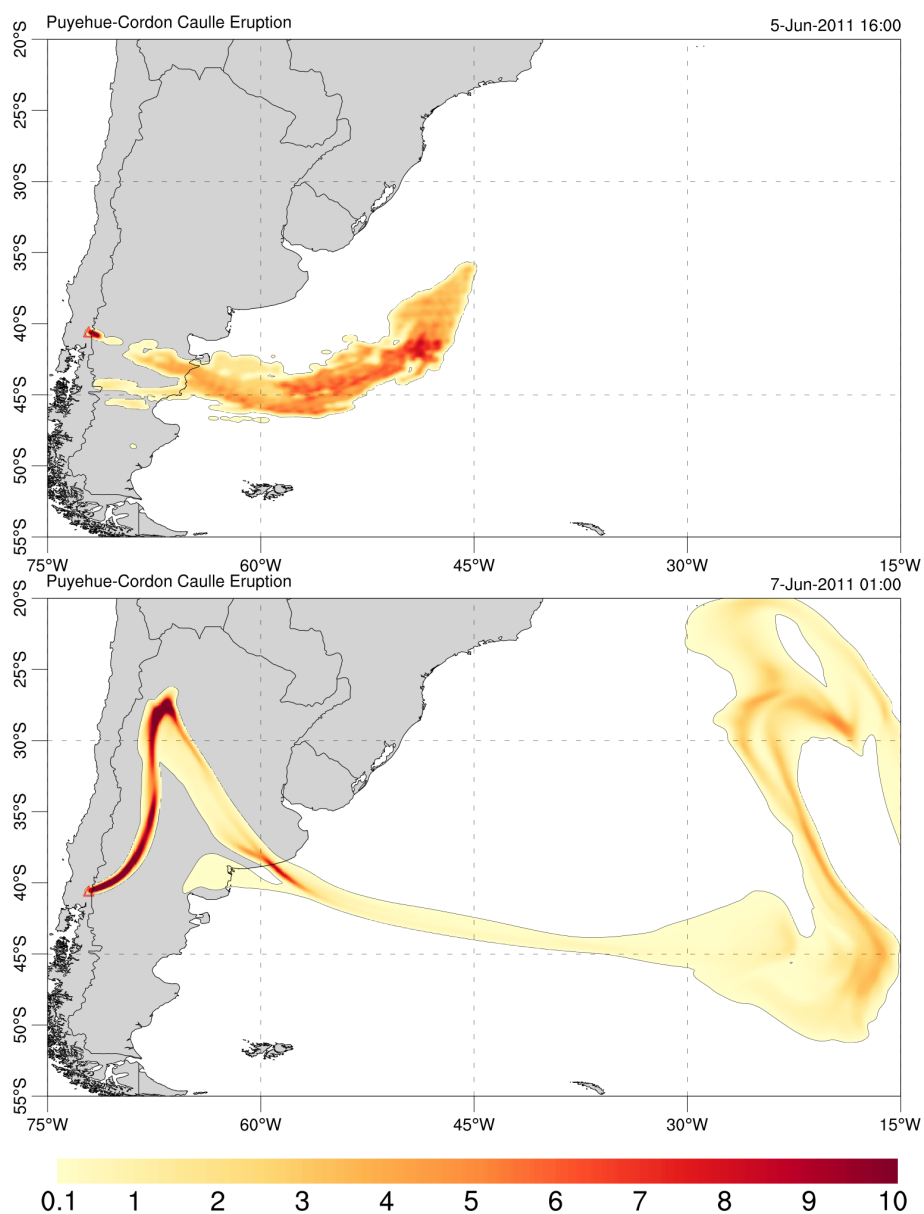 Puyehue-Cordon Caulle Eruption 5-Jun-2011 16:00
20°S
25°S
30°S
35°S
40°S
45°S
50°S
55°S
75°W 60°W 45°W 30°W 15°W
Puyehue-Cordon Caulle Eruption 7-Jun-2011 01:00
20°S
25°S
30°S
35°S
40°S
45°S
50°S
55°S
75°W 60°W 45°W 30°W 15°W
0.1 1 2 3 4 5 6 7 8 9 10